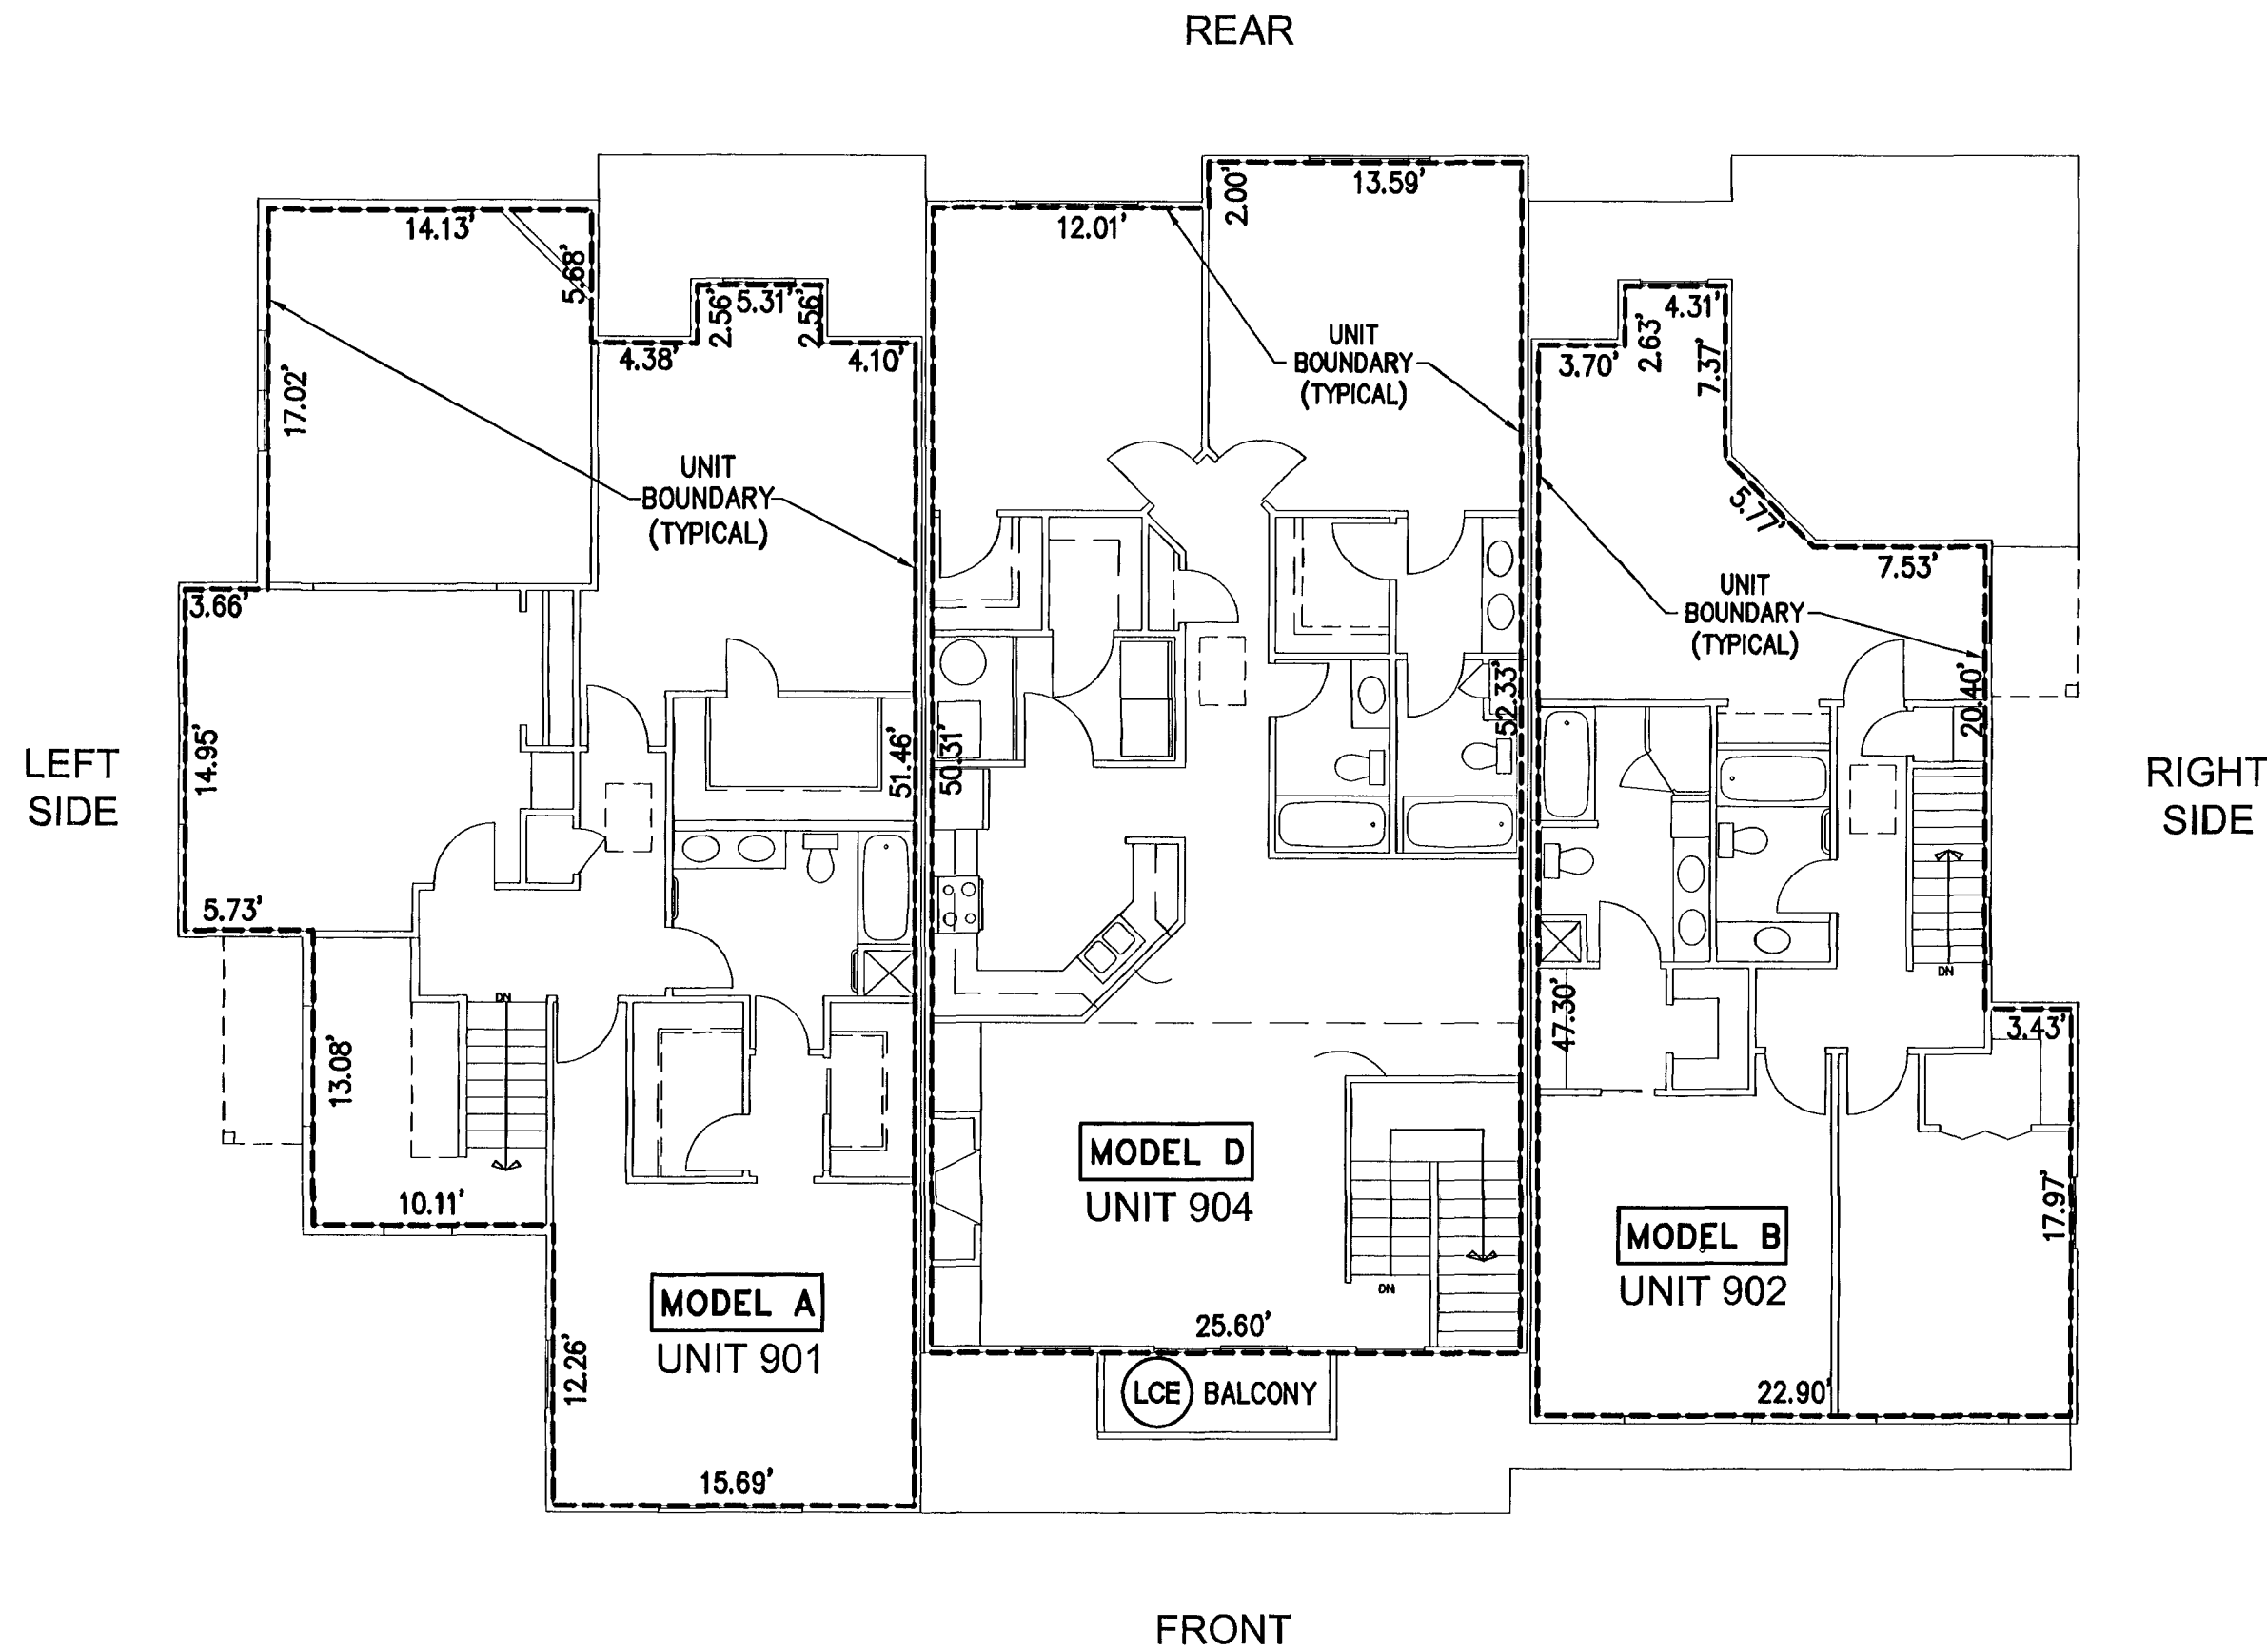 REAR
13.59'
2.00'
12.01'
14.13'
5.68'
5.31'
2.56'
2.56'
4.38'
4.10'
17.02'
UNIT
BOUNDARY
(TYPICAL)
UNIT
BOUNDARY
(TYPICAL)
4.31'
2.63'
3.70'
7.37'
5.77'
7.53'
UNIT
BOUNDARY
(TYPICAL)
3.66'
14.95'
51.46'
50.31'
52.33'
20.40'
LEFT
SIDE
RIGHT
SIDE
5.73'
DN
DN
47.30'
3.43'
13.08'
10.11'
MODEL D
UNIT 904
17.97'
MODEL B
UNIT 902
DN
MODEL A
UNIT 901
25.60'
12.26'
LCE BALCONY
22.90'
15.69'
FRONT